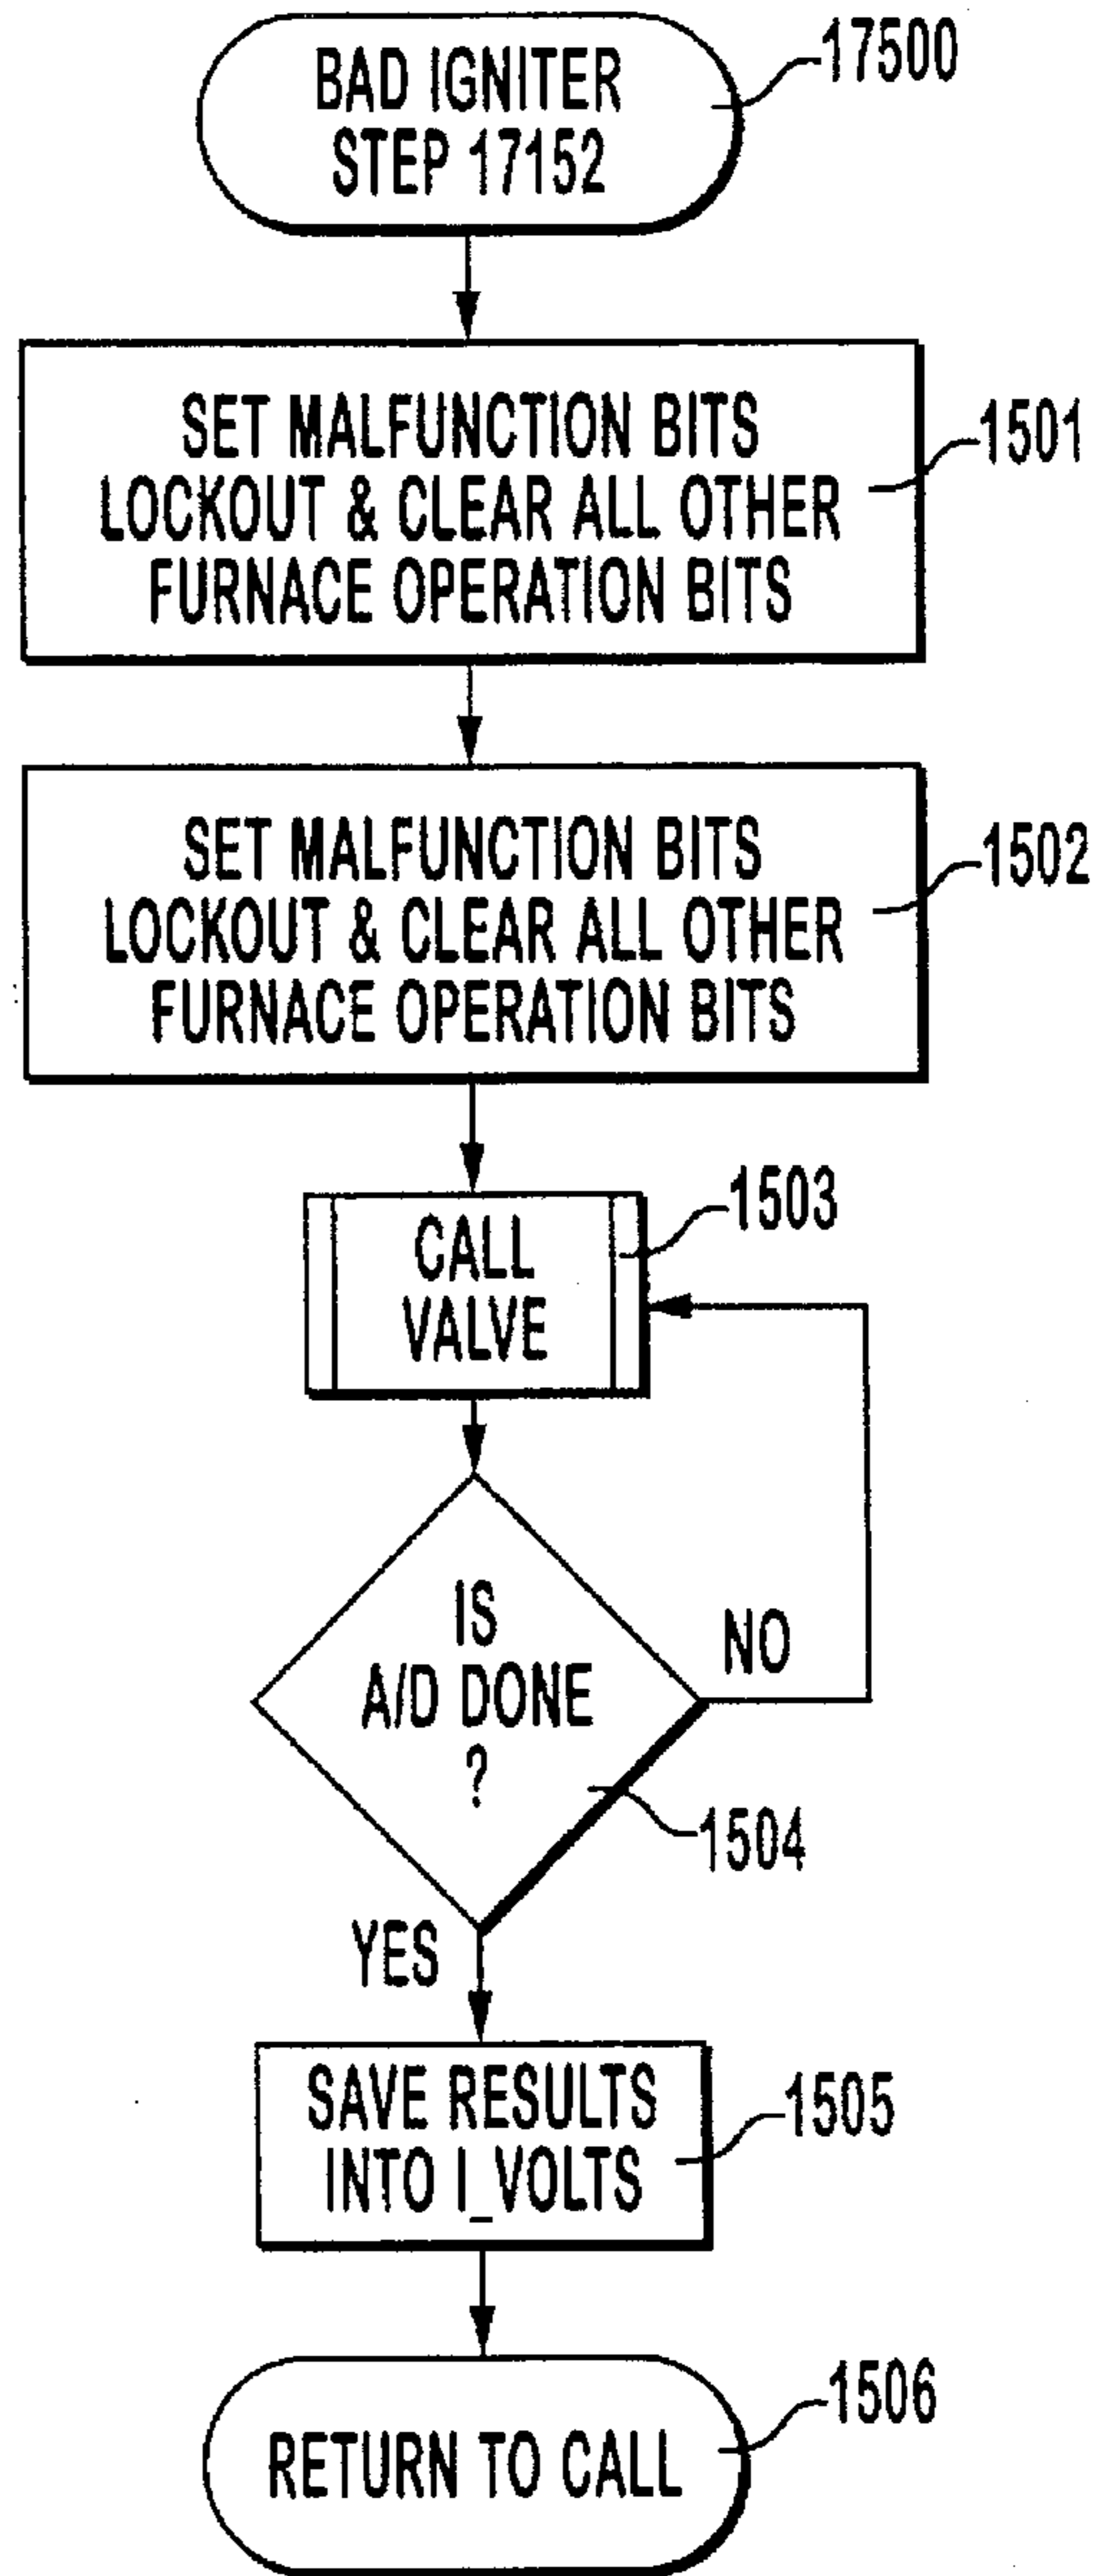 BAD IGNITER
STEP 17152
17500
SET MALFUNCTION BITS
LOCKOUT & CLEAR ALL OTHER
FURNACE OPERATION BITS
1501
SET MALFUNCTION BITS
LOCKOUT & CLEAR ALL OTHER
FURNACE OPERATION BITS
1502
CALL
VALVE
1503
IS
A/D DONE
?
NO
1504
YES
SAVE RESULTS
INTO I_VOLTS
1505
RETURN TO CALL
1506